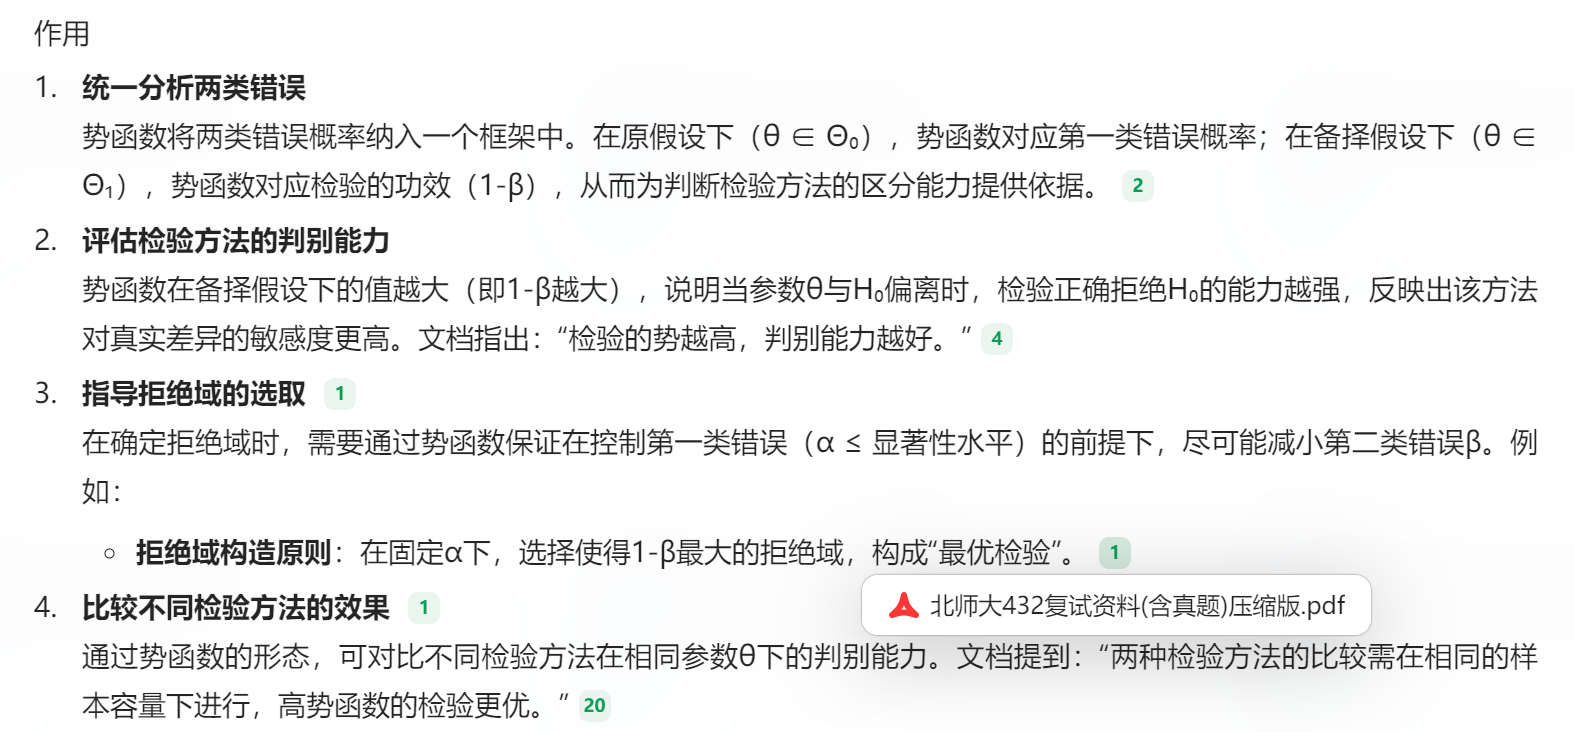 作用
1. 统一分析两类错误
势函数将两类错误概率纳入一个框架中。在原假设下（θ ∈ Θ₀），势函数对应第一类错误概率；在备择假设下（θ ∈
Θ₁），势函数对应检验的功效（1-β），从而为判断检验方法的区分能力提供依据。 2
2. 评估检验方法的判别能力
势函数在备择假设下的值越大（即1-β越大），说明当参数θ与H₀偏离时，检验正确拒绝H₀的能力越强，反映出该方法
对真实差异的敏感度更高。文档指出：“检验的势越高，判别能力越好。” 4
3. 指导拒绝域的选取 1
在确定拒绝域时，需要通过势函数保证在控制第一类错误（α ≤ 显著性水平）的前提下，尽可能减小第二类错误β。例
如：
○ 拒绝域构造原则：在固定α下，选择使得1-β最大的拒绝域，构成“最优检验”。 1
北师大432复试资料(含真题)压缩版.pdf
4. 比较不同检验方法的效果 1
通过势函数的形态，可对比不同检验方法在相同参数θ下的判别能力。文档提到：“两种检验方法的比较需在相同的样
本容量下进行，高势函数的检验更优。” 20